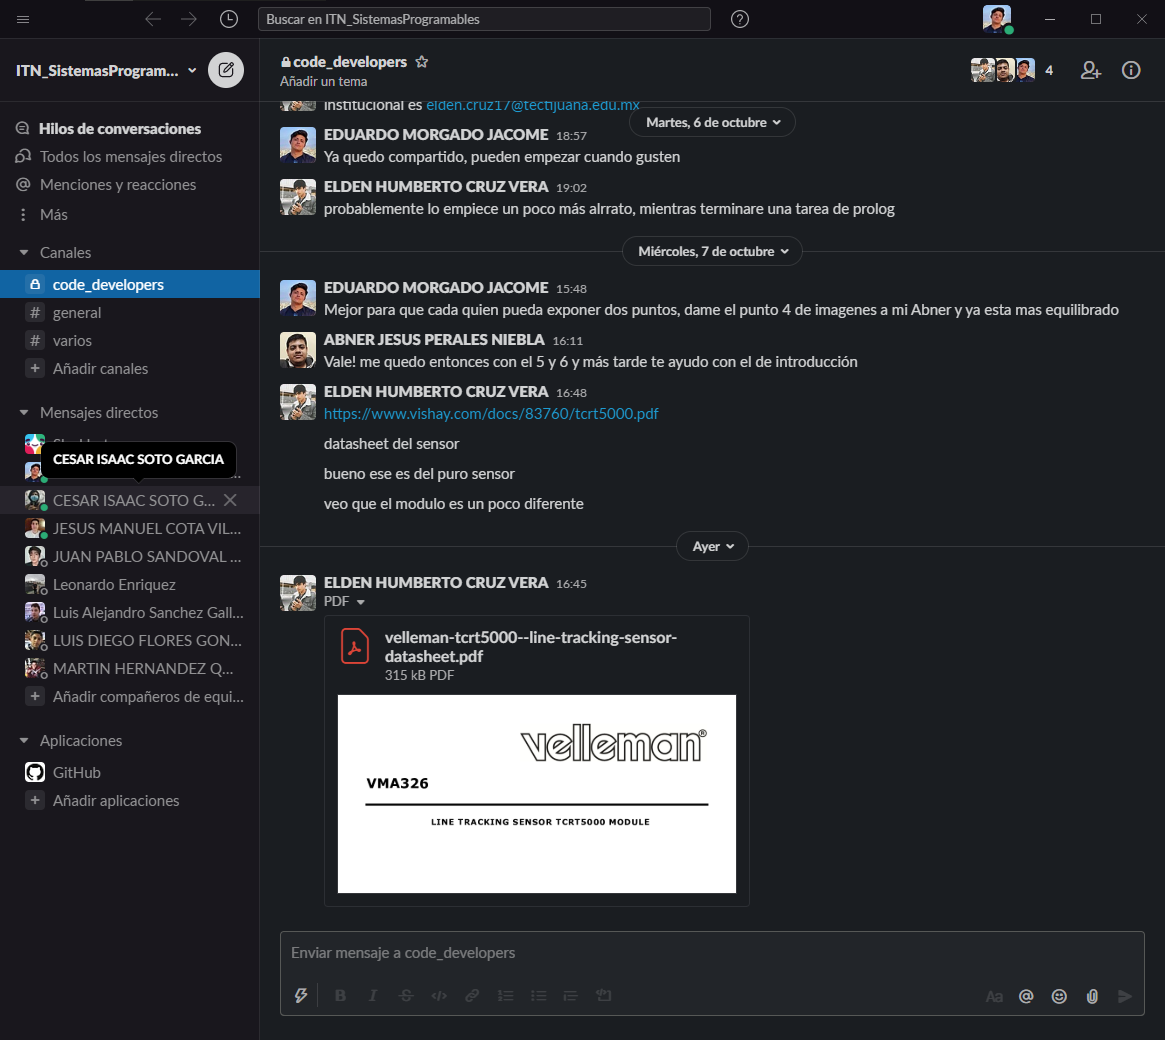 Buscar en ITN_SistemasProgramables
ITN_SistemasProgram...
Hilos de conversaciones
Todos los mensajes directos
Menciones y reacciones
Más
Canales
code_developers
general
varios
Añadir canales
Mensajes directos
CESAR ISAAC SOTO GARCIA
CESAR ISAAC SOTO G...
JESUS MANUEL COTA VIL...
JUAN PABLO SANDOVAL ...
Leonardo Enriquez
Luis Alejandro Sanchez Gall...
LUIS DIEGO FLORES GON...
MARTIN HERNANDEZ Q...
Añadir compañeros de equi...
Aplicaciones
GitHub
Añadir aplicaciones
code_developers
Añadir un tema
4
institucional es elden.cruz17@tectijuana.edu.mx
Martes, 6 de octubre
EDUARDO MORGADO JACOME 18:57
Ya quedo compartido, pueden empezar cuando gusten
ELDEN HUMBERTO CRUZ VERA 19:02
probablemente lo empiece un poco más alrrato, mientras terminare una tarea de prolog
Miércoles, 7 de octubre
EDUARDO MORGADO JACOME 15:48
Mejor para que cada quien pueda exponer dos puntos, dame el punto 4 de imagenes a mi Abner y ya esta mas equilibrado
ABNER JESUS PERALES NIEBLA 16:11
Vale! me quedo entonces con el 5 y 6 y más tarde te ayudo con el de introducción
ELDEN HUMBERTO CRUZ VERA 16:48
https://www.vishay.com/docs/83760/tcrt5000.pdf
datasheet del sensor
bueno ese es del puro sensor
veo que el modulo es un poco diferente
Ayer
ELDEN HUMBERTO CRUZ VERA 16:45
PDF
velleman-tcrt5000--line-tracking-sensor-
datasheet.pdf
315 kB PDF
velleman®
VMA326
LINE TRACKING SENSOR TCRT5000 MODULE
Enviar mensaje a code_developers
B I S </> Aa @